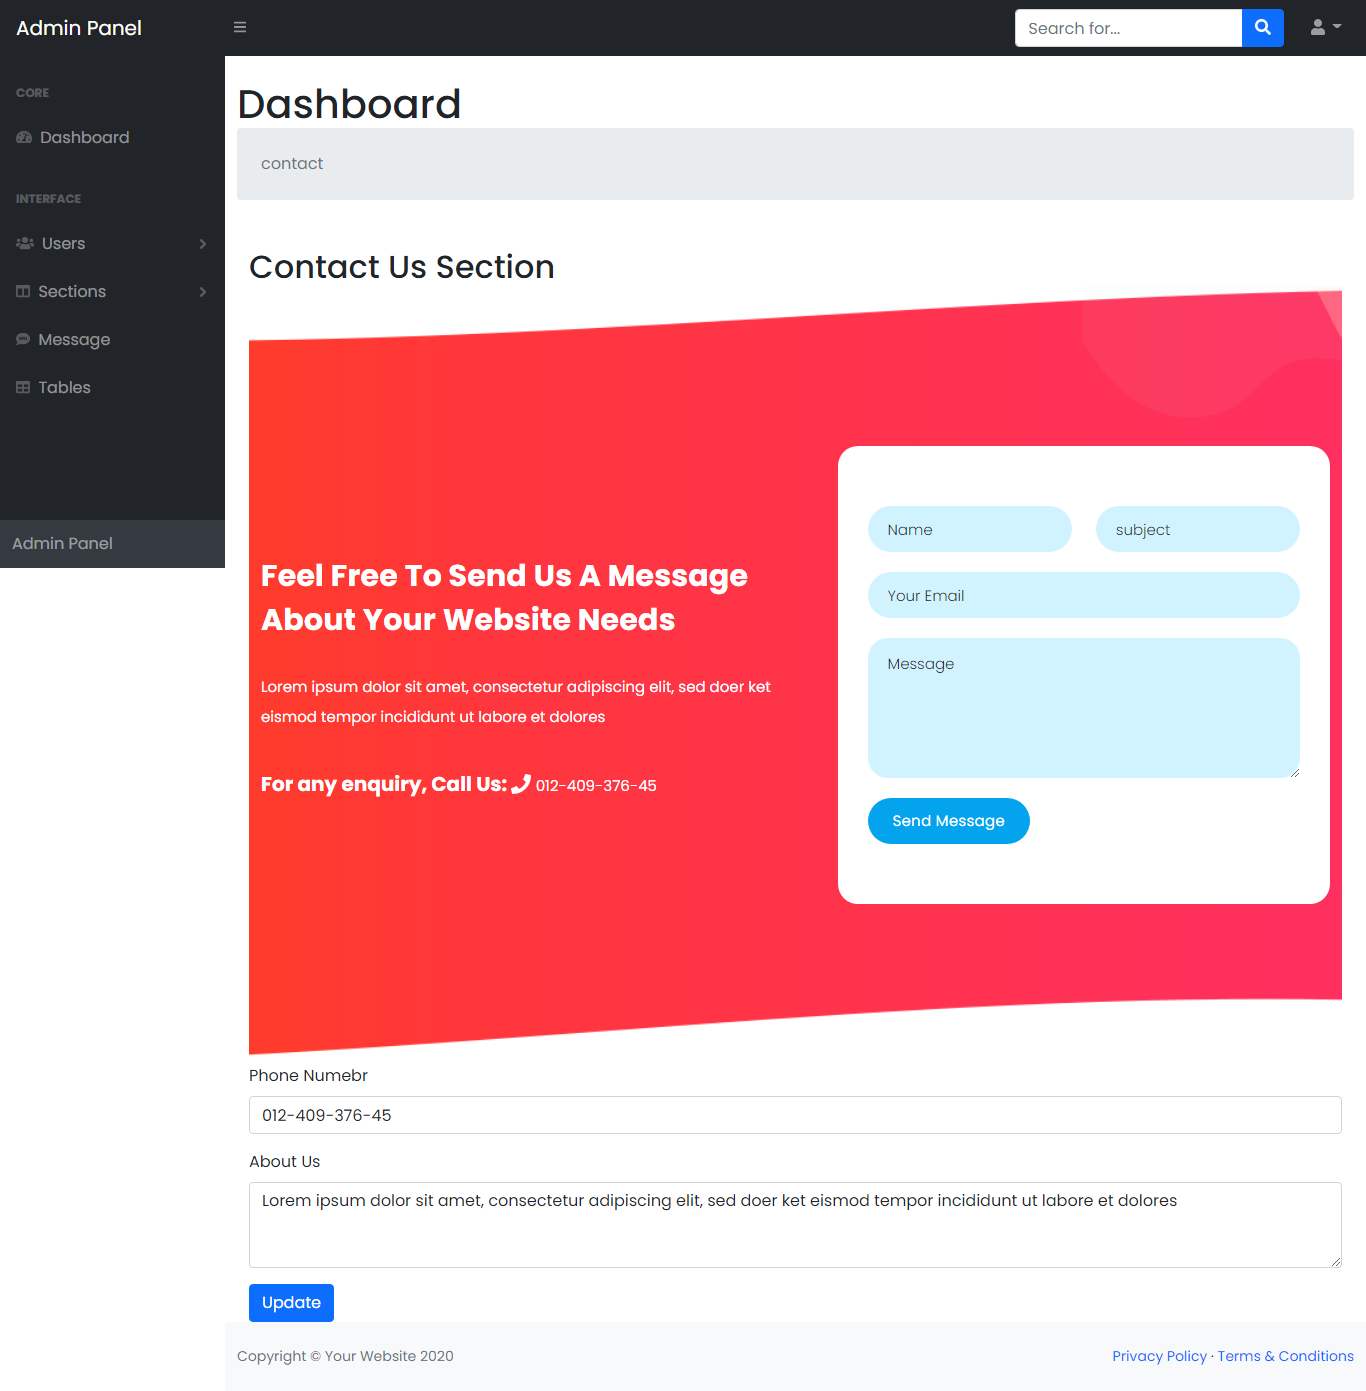 Admin Panel
Search for...
CORE
Dashboard
INTERFACE
Users
Sections
Message
Tables
Admin Panel
Dashboard
contact
Contact Us Section
Feel Free To Send Us A Message
About Your Website Needs
Lorem ipsum dolor sit amet, consectetur adipiscing elit, sed doer ket
eismod tempor incididunt ut labore et dolores
For any enquiry, Call Us: 012-409-376-45
Name
subject
Your Email
Message
Send Message
Phone Numebr
012-409-376-45
About Us
Lorem ipsum dolor sit amet, consectetur adipiscing elit, sed doer ket eismod tempor incididunt ut labore et dolores
Update
Copyright © Your Website 2020
Privacy Policy · Terms & Conditions